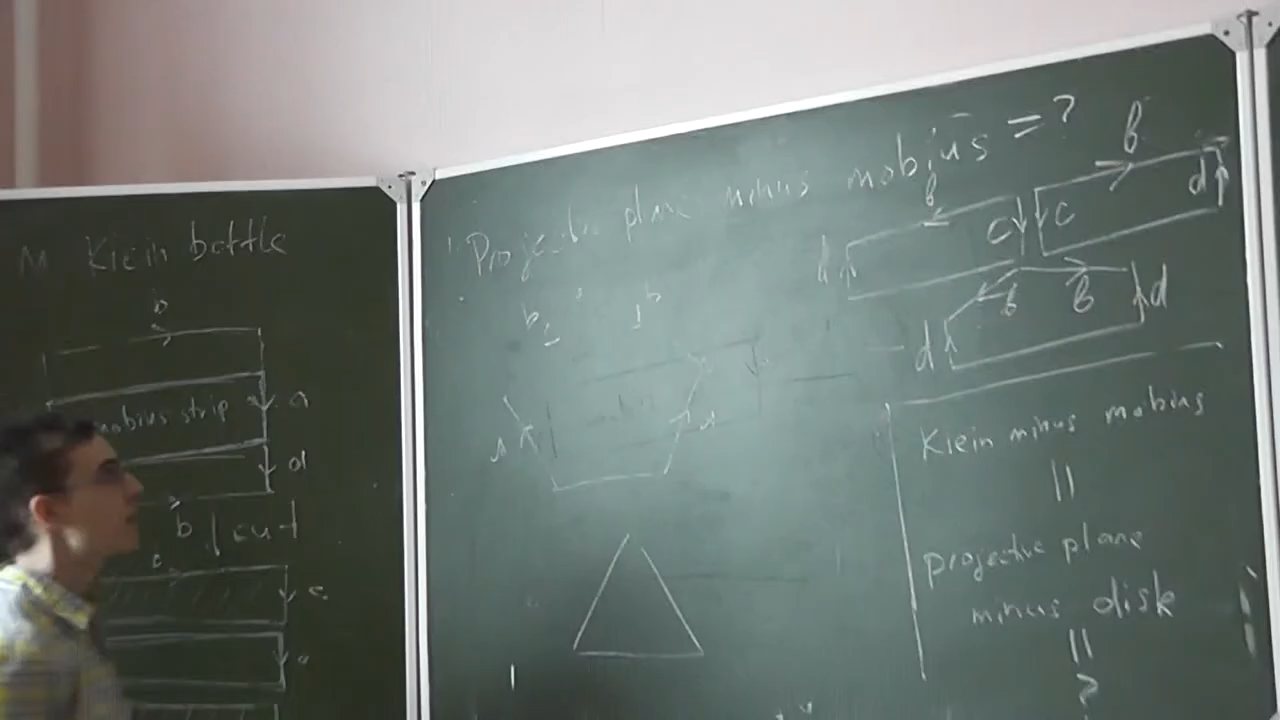 Klein bottle
b
mobius strip
a
d
b
cut
c
c
a
Projective plane minus mobius = ?
b
b
b
b
c
c
d
d
b
b
d
d
d
Klein minus mobius
||
projective plane
minus disk
||
?